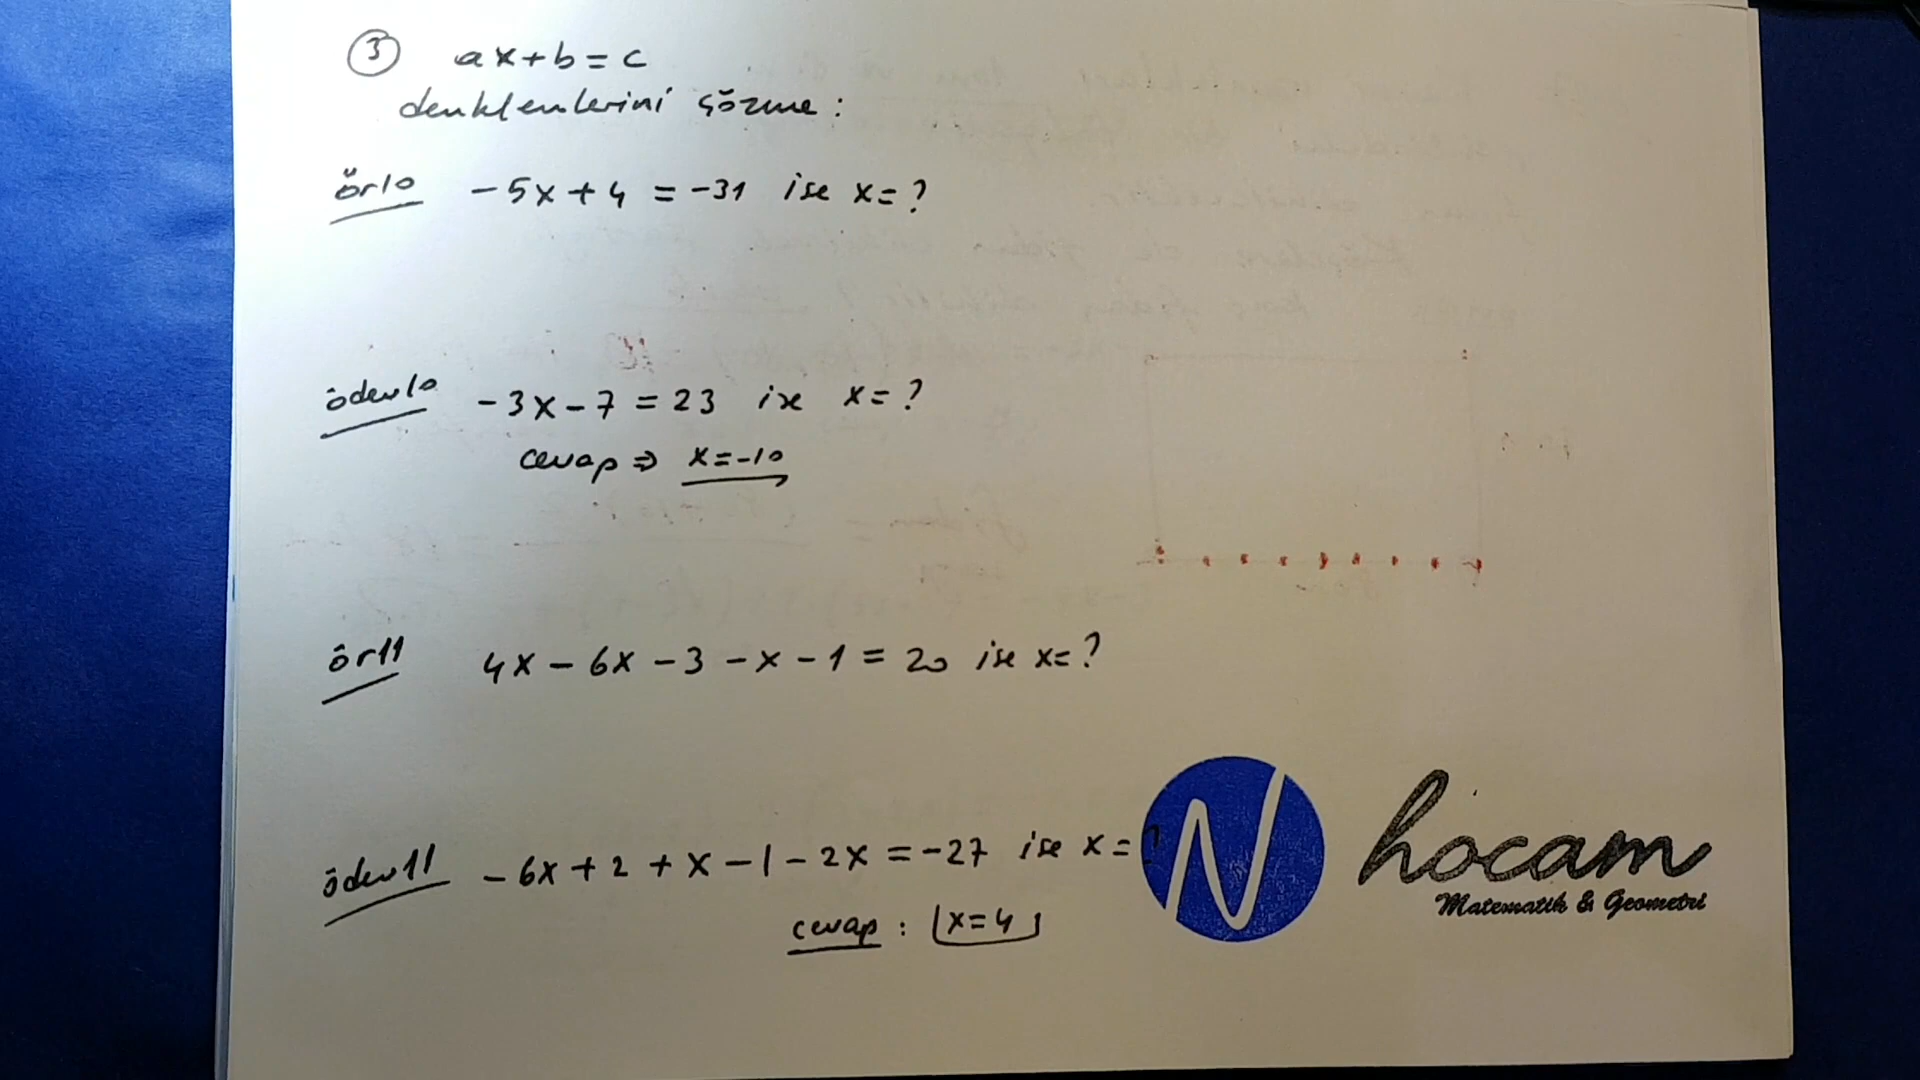 3 ax+b=c
denklemlerini çözme:
ör10 -5x+4 = -31 ise x=?
ödev10 -3x-7 = 23 ise x=?
cevap ⇒ x=-10
ör11 4x-6x-3-x-1=20 ise x=?
ödev11 -6x+2+x-1-2x=-27 ise x=?
cevap: x=4
N hocam
Matematik & Geometri